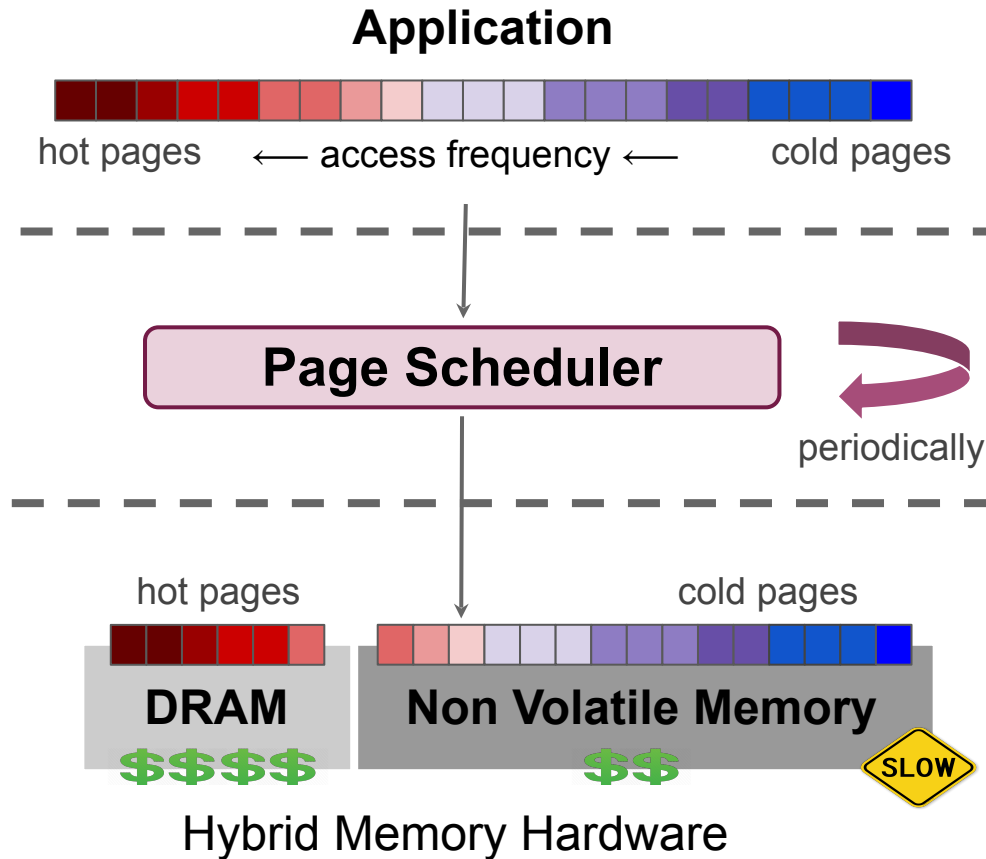 Application
hot pages ⟵ access frequency ⟵ cold pages
Page Scheduler
periodically
hot pages cold pages
DRAM Non Volatile Memory
$$$$ $$
SLOW
Hybrid Memory Hardware